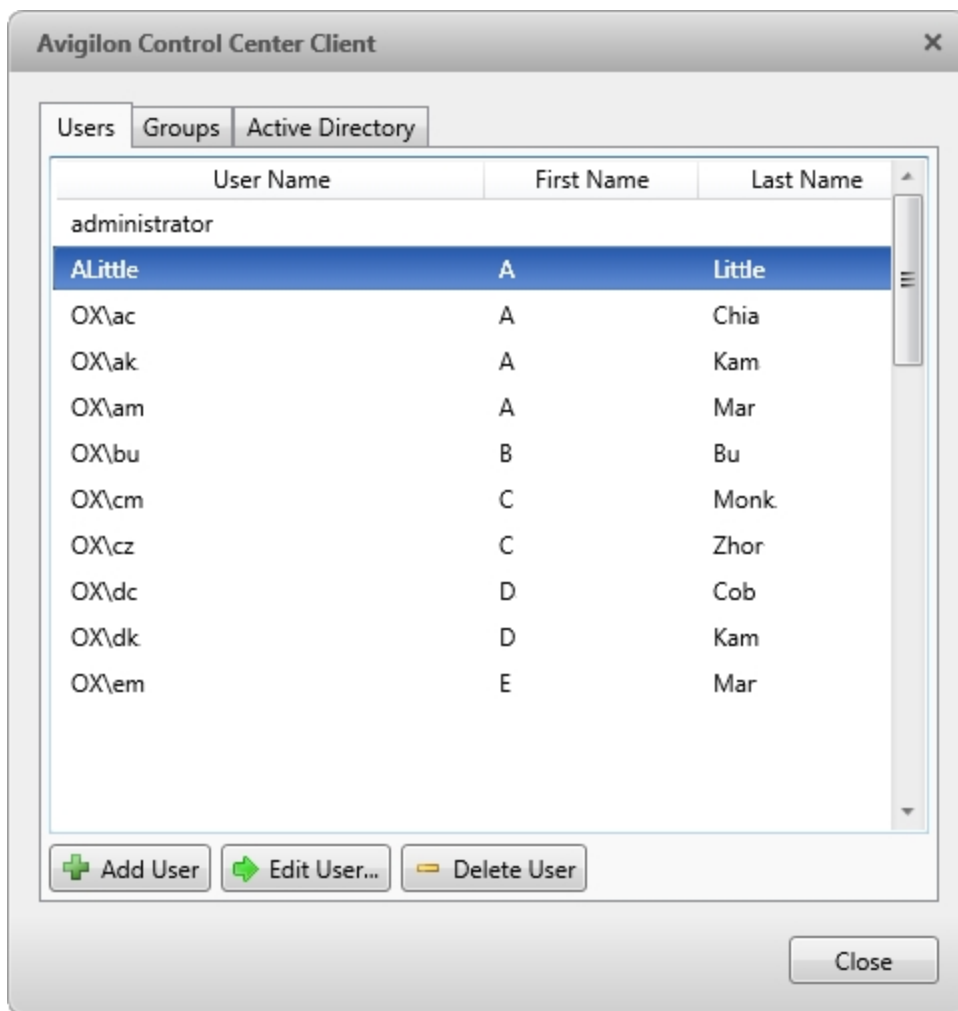 Avigilon Control Center Client
Users Groups Active Directory
User Name First Name Last Name
administrator
ALittle A Little
OX\ac A Chia
OX\ak A Kam
OX\am A Mar
OX\bu B Bu
OX\cm C Monk
OX\cz C Zhor
OX\dc D Cob
OX\dk D Kam
OX\em E Mar
Add User Edit User... Delete User
Close